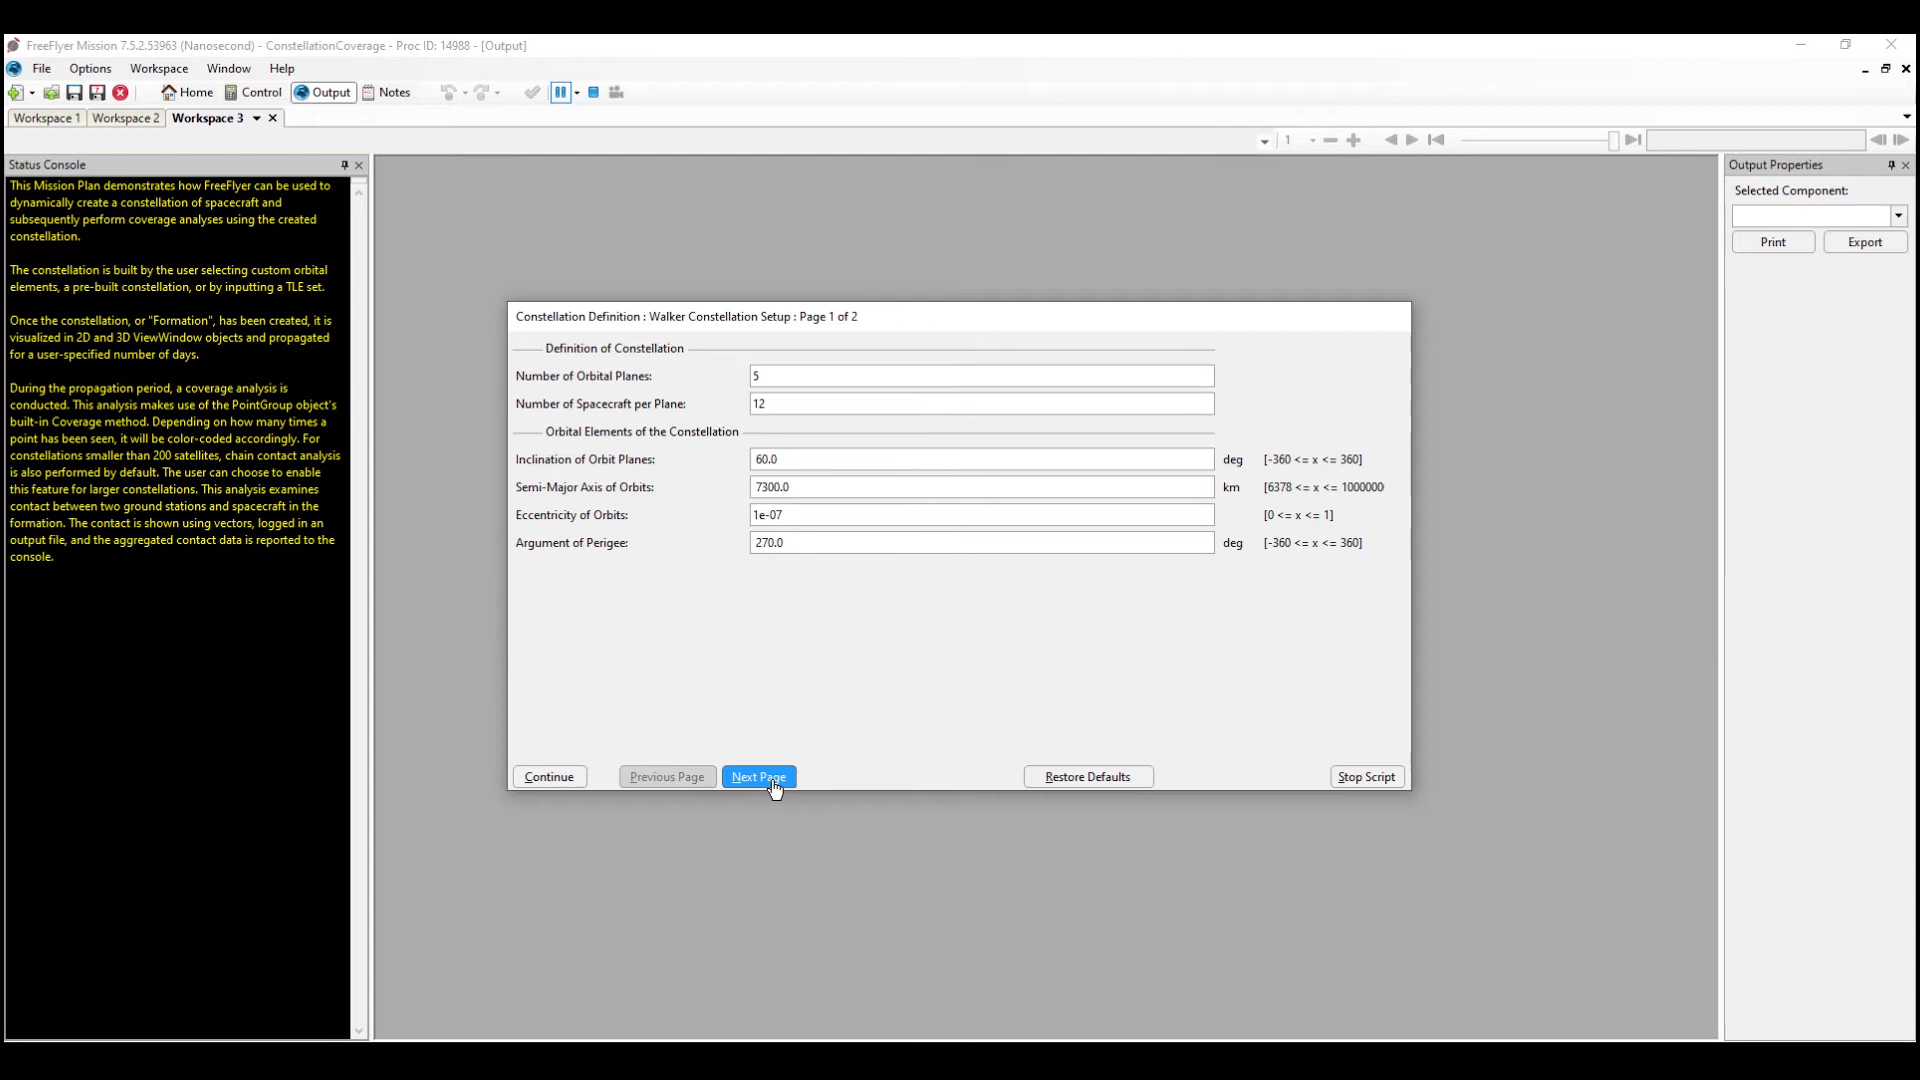 FreeFlyer Mission 7.5.2.53963 (Nanosecond) - ConstellationCoverage - Proc ID: 14988 - [Output]
File Options Workspace Window Help
Home Control Output Notes
Workspace 1 Workspace 2 Workspace 3
1
Status Console
This Mission Plan demonstrates how FreeFlyer can be used to
dynamically create a constellation of spacecraft and
subsequently perform coverage analyses using the created
constellation.
The constellation is built by the user selecting custom orbital
elements, a pre-built constellation, or by inputting a TLE set.
Once the constellation, or "Formation", has been created, it is
visualized in 2D and 3D ViewWindow objects and propagated
for a user-specified number of days.
During the propagation period, a coverage analysis is
conducted. This analysis makes use of the PointGroup object's
built-in Coverage method. Depending on how many times a
point has been seen, it will be color-coded accordingly. For
constellations smaller than 200 satellites, chain contact analysis
is also performed by default. The user can choose to enable
this feature for larger constellations. This analysis examines
contact between two ground stations and spacecraft in the
formation. The contact is shown using vectors, logged in an
output file, and the aggregated contact data is reported to the
console.
Constellation Definition : Walker Constellation Setup : Page 1 of 2
Definition of Constellation
Number of Orbital Planes: 5
Number of Spacecraft per Plane: 12
Orbital Elements of the Constellation
Inclination of Orbit Planes: 60.0 deg [-360 <= x <= 360]
Semi-Major Axis of Orbits: 7300.0 km [6378 <= x <= 1000000
Eccentricity of Orbits: 1e-07 [0 <= x <= 1]
Argument of Perigee: 270.0 deg [-360 <= x <= 360]
Continue Previous Page Next Page Restore Defaults Stop Script
Output Properties
Selected Component:
Print Export